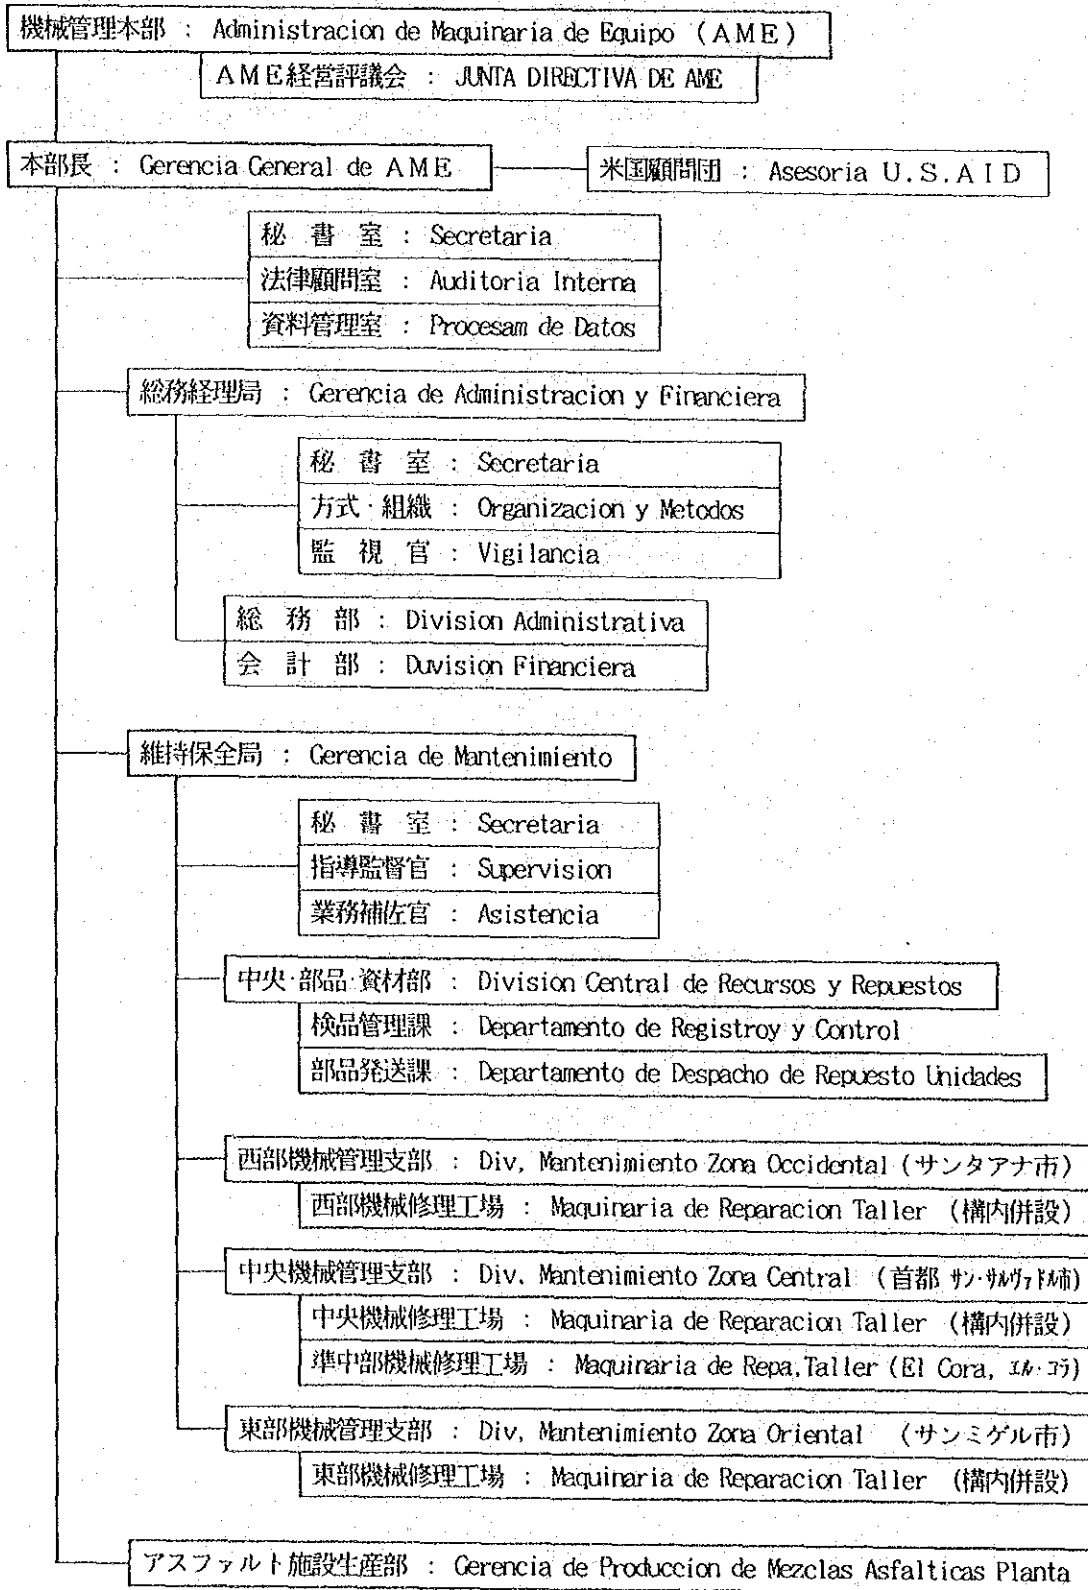 機械管理本部 : Administracion de Maquinaria de Equipo (AME)
AME経営評議会 : JUNTA DIRECTIVA DE AME
本部長 : Gerencia General de AME
米国顧問団 : Asesoria U.S.AID
秘書室 : Secretaria
法律顧問室 : Auditoria Interna
資料管理室 : Procesam de Datos
総務経理局 : Gerencia de Administracion y Financiera
秘書室 : Secretaria
方式・組織 : Organizacion y Metodos
監視官 : Vigilancia
総務部 : Division Administrativa
会計部 : Duvision Financiera
維持保全局 : Gerencia de Mantenimiento
秘書室 : Secretaria
指導監督官 : Supervision
業務補佐官 : Asistencia
中央・部品・資材部 : Division Central de Recursos y Repuestos
検品管理課 : Departamento de Registroy y Control
部品発送課 : Departamento de Despacho de Repuesto Unidades
西部機械管理支部 : Div, Mantenimiento Zona Occidental (サンタアナ市)
西部機械修理工場 : Maquinaria de Reparacion Taller (構内併設)
中央機械管理支部 : Div. Mantenimiento Zona Central (首都 サン・サルヴァドル市)
中央機械修理工場 : Maquinaria de Reparacion Taller (構内併設)
準中部機械修理工場 : Maquinaria de Repa,Taller (El Cora, エル・コラ)
東部機械管理支部 : Div, Mantenimiento Zona Oriental (サンミゲル市)
東部機械修理工場 : Maquinaria de Reparacion Taller (構内併設)
アスファルト施設生産部 : Gerencia de Produccion de Mezclas Asfalticas Planta